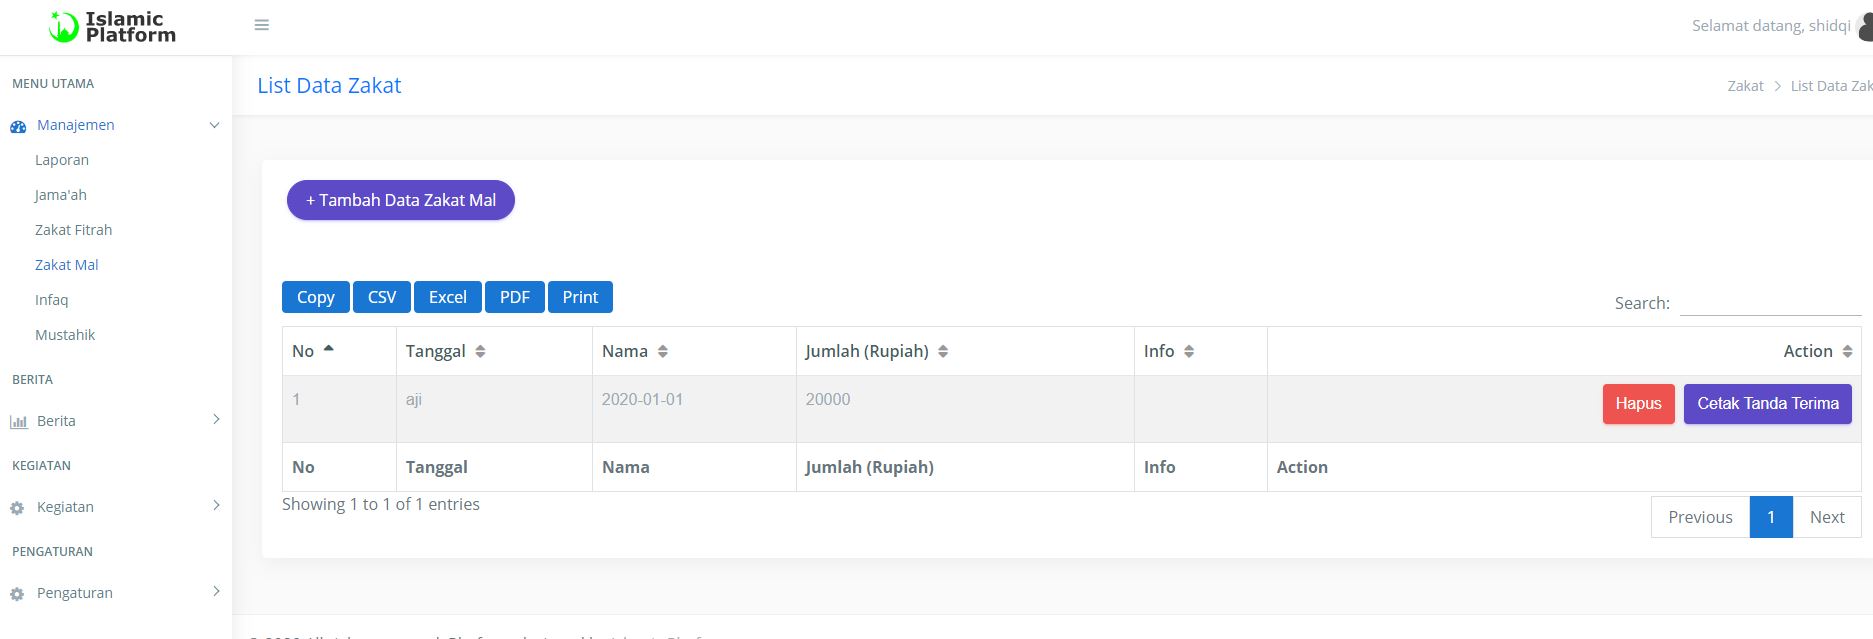 Islamic
Platform
Selamat datang, shidqi
MENU UTAMA
Manajemen
Laporan
Jama'ah
Zakat Fitrah
Zakat Mal
Infaq
Mustahik
BERITA
Berita
KEGIATAN
Kegiatan
PENGATURAN
Pengaturan
List Data Zakat
Zakat > List Data Zak
+ Tambah Data Zakat Mal
Copy CSV Excel PDF Print
Search:
No Tanggal Nama Jumlah (Rupiah) Info Action
1 aji 2020-01-01 20000 Hapus Cetak Tanda Terima
No Tanggal Nama Jumlah (Rupiah) Info Action
Showing 1 to 1 of 1 entries
Previous 1 Next